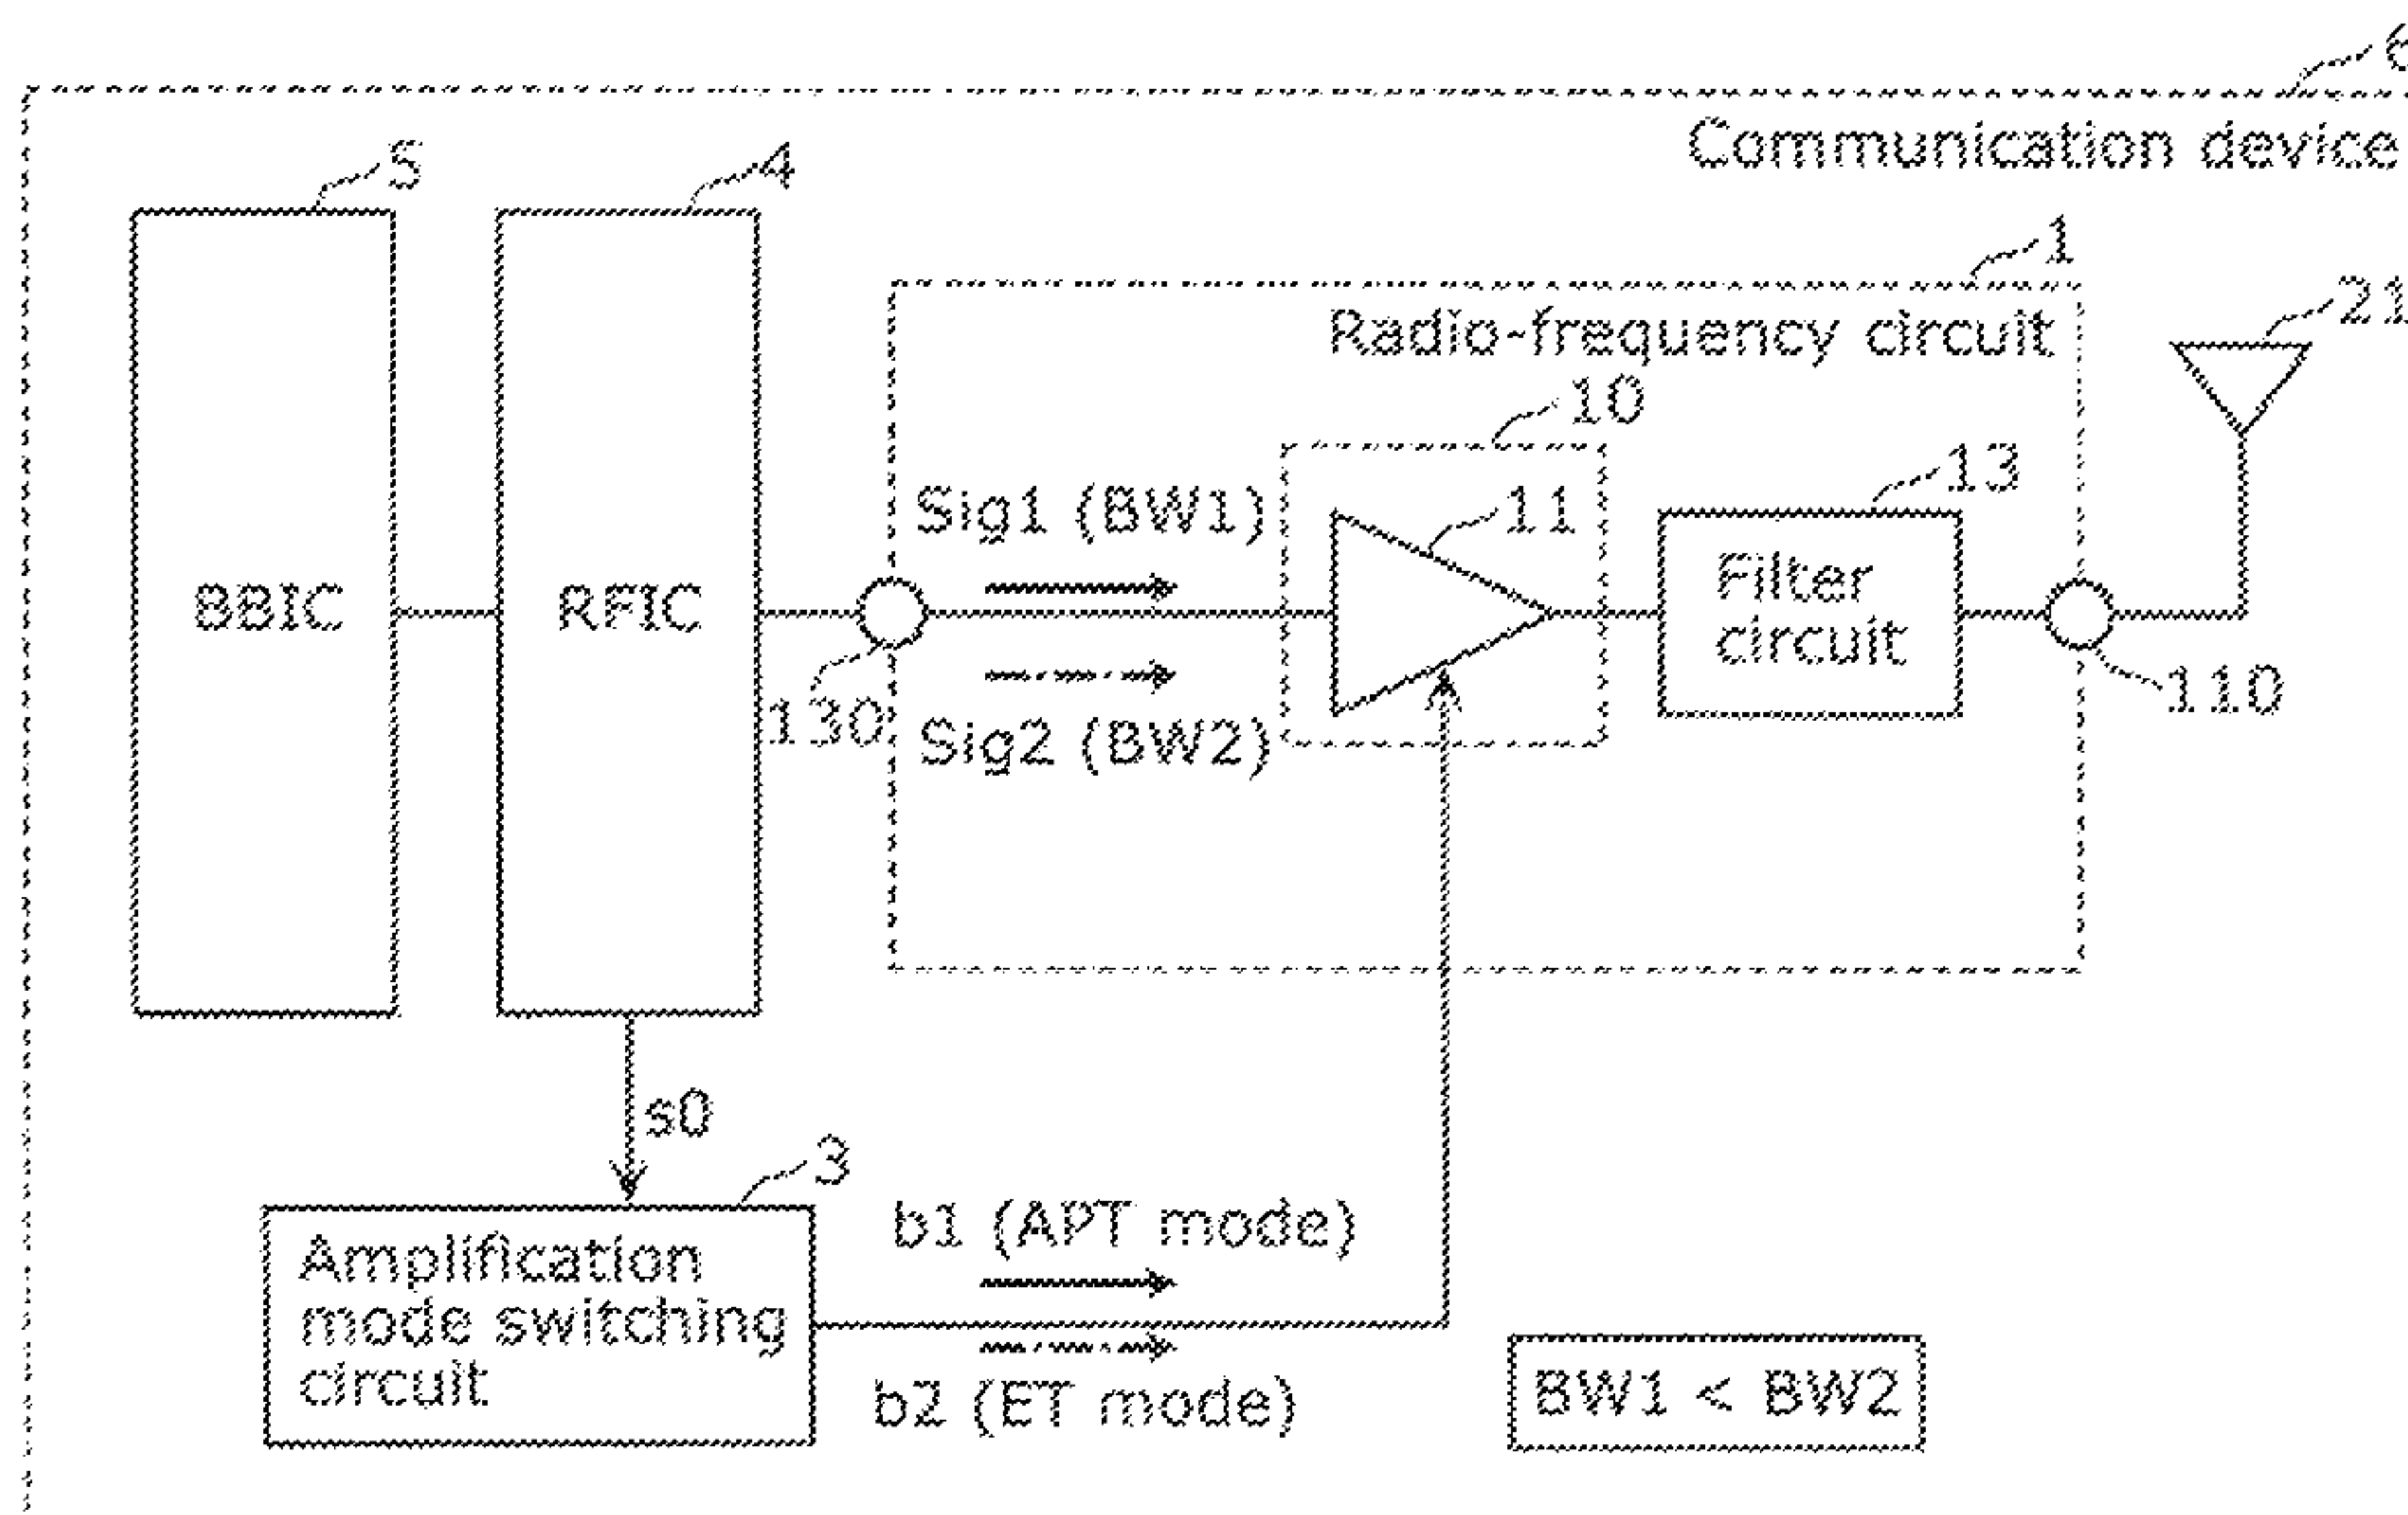 6
Communication device
5
4
1
Radio-frequency circuit
21
10
13
Sig1 (BW1)
11
BBIC
RFIC
Filter
circuit
130
Sig2 (BW2)
110
s0
3
Amplification
mode switching
circuit
b1 (APT mode)
b2 (ET mode)
BW1 < BW2